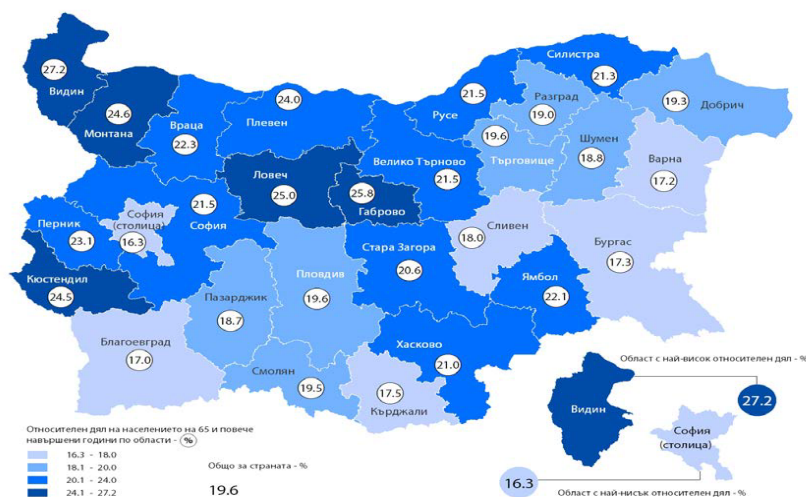 Силистра
21.3
27.2
Видин
24.6
Монтана
Враца
22.3
24.0
Плевен
21.5
Русе
Разград
19.0
19.3
Добрич
19.6
Търговище
Шумен
18.8
Варна
17.2
Ловеч
25.0
25.8
Габрово
Велико Търново
21.5
Перник
23.1
София
(столица)
16.3
21.5
София
Сливен
18.0
Бургас
17.3
Стара Загора
20.6
Ямбол
22.1
Кюстендил
24.5
Пазарджик
18.7
Пловдив
19.6
Благоевград
17.0
Смолян
19.5
17.5
Кърджали
Хасково
21.0
Област с най-висок относителен дял - %
27.2
Видин
София
(столица)
16.3
Област с най-нисък относителен дял - %
Относителен дял на населението на 65 и повече
навършени години по области - %
16.3 - 18.0
18.1 - 20.0
20.1 - 24.0
24.1 - 27.2
Общо за страната - %
19.6